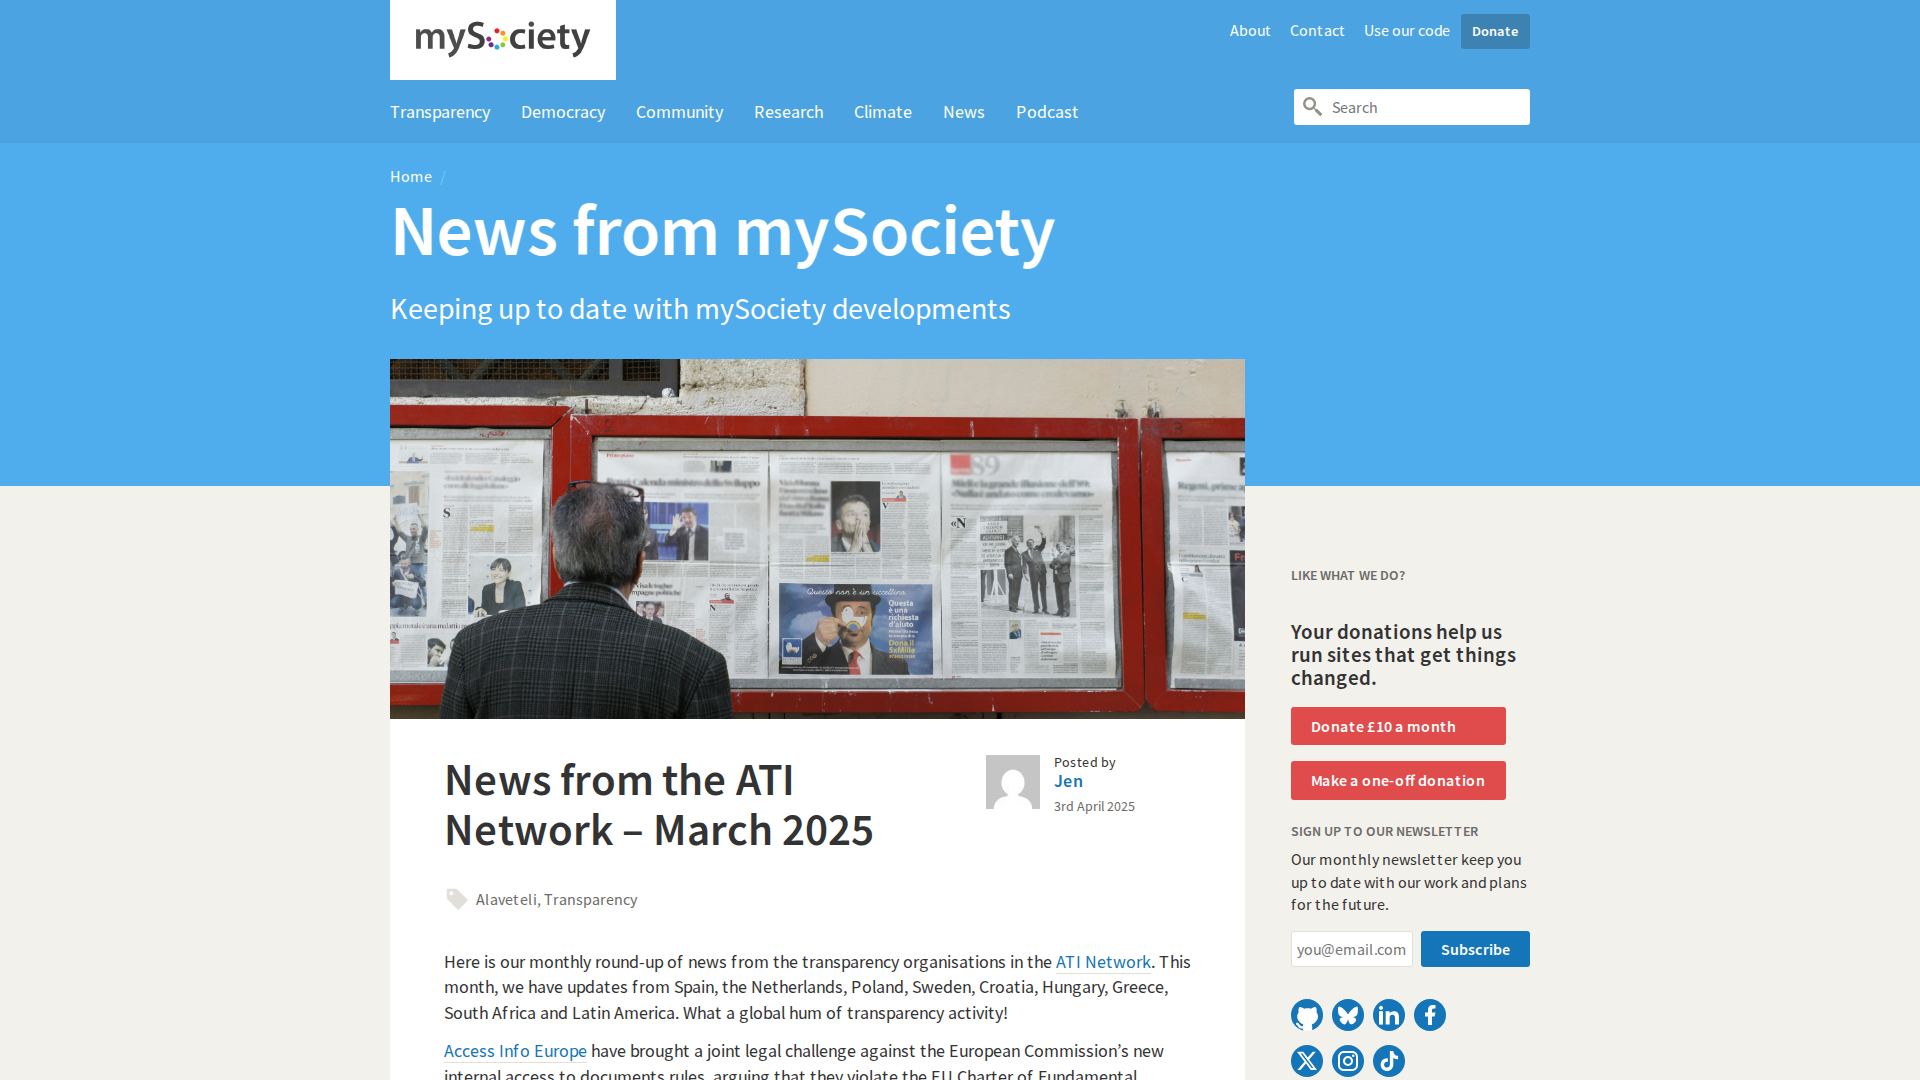 mySociety
About
Contact
Use our code
Donate
Transparency
Democracy
Community
Research
Climate
News
Podcast
Search
Home /
News from mySociety
Keeping up to date with mySociety developments
Questa
è una
richiesta
d'aiuto
Dona il
5xMille
LIKE WHAT WE DO?
Your donations help us
run sites that get things
changed.
Donate £10 a month
Make a one-off donation
SIGN UP TO OUR NEWSLETTER
Our monthly newsletter keep you
up to date with our work and plans
for the future.
you@email.com
Subscribe
News from the ATI
Network – March 2025
Posted by
Jen
3rd April 2025
Alaveteli, Transparency
Here is our monthly round-up of news from the transparency organisations in the ATI Network. This
month, we have updates from Spain, the Netherlands, Poland, Sweden, Croatia, Hungary, Greece,
South Africa and Latin America. What a global hum of transparency activity!
Access Info Europe have brought a joint legal challenge against the European Commission’s new
internal access to documents rules, arguing that they violate the EU Charter of Fundamental